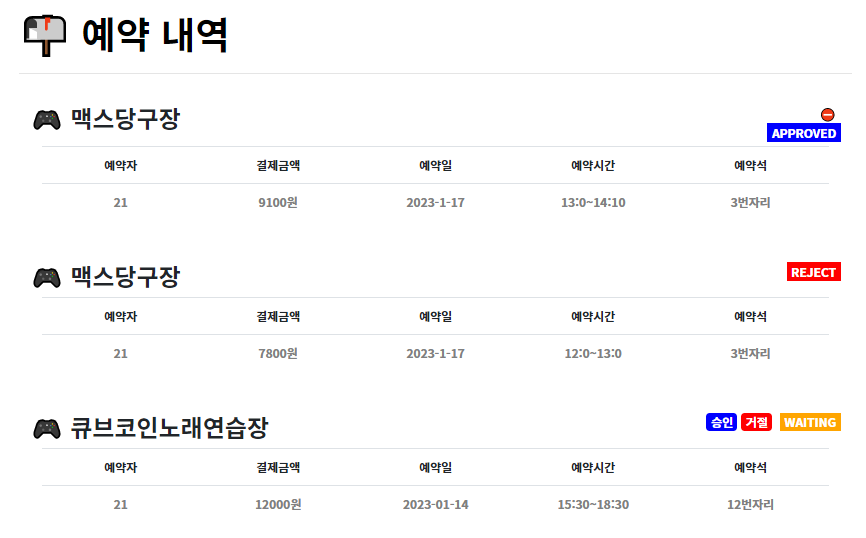 예약 내역
맥스당구장
APPROVED
예약자 결제금액 예약일 예약시간 예약석
21 9100원 2023-1-17 13:0~14:10 3번자리
맥스당구장 REJECT
예약자 결제금액 예약일 예약시간 예약석
21 7800원 2023-1-17 12:0~13:0 3번자리
큐브코인노래연습장 승인 거절 WAITING
예약자 결제금액 예약일 예약시간 예약석
21 12000원 2023-01-14 15:30~18:30 12번자리